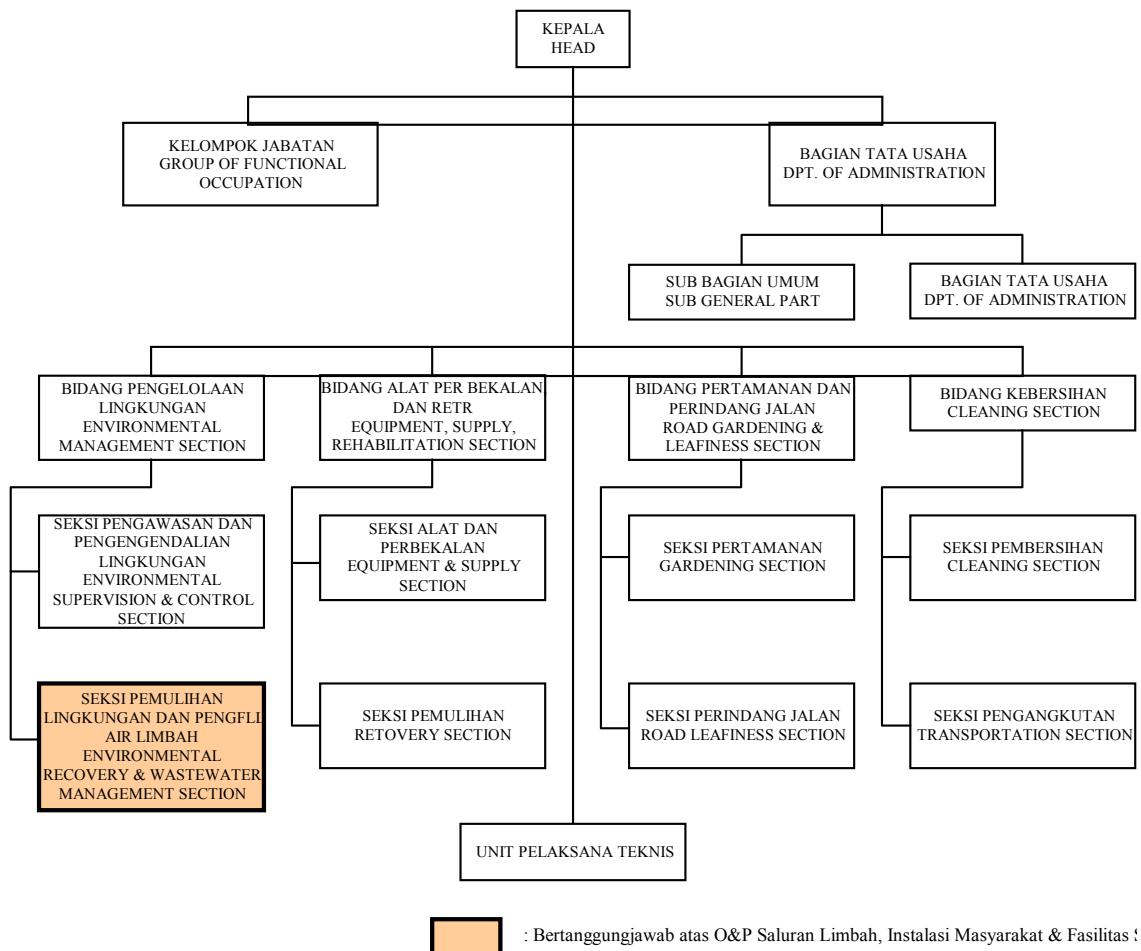 KEPALA
HEAD
KELOMPOK JABATAN
GROUP OF FUNCTIONAL
OCCUPATION
BAGIAN TATA USAHA
DPT. OF ADMINISTRATION
SUB BAGIAN UMUM
SUB GENERAL PART
BAGIAN TATA USAHA
DPT. OF ADMINISTRATION
BIDANG PENGELOLAAN
LINGKUNGAN
ENVIRONMENTAL
MANAGEMENT SECTION
BIDANG ALAT PER BEKALAN,
DAN RETR
EQUIPMENT, SUPPLY,
REHABILITATION SECTION
BIDANG PERTAMANAN DAN
PERINDANG JALAN
ROAD GARDENING &
LEAFINESS SECTION
BIDANG KEBERSIHAN
CLEANING SECTION
SEKSI PENGAWASAN DAN
PENGENGENDALIAN
LINGKUNGAN
ENVIRONMENTAL
SUPERVISION & CONTROL
SECTION
SEKSI ALAT DAN
PERBEKALAN
EQUIPMENT & SUPPLY
SECTION
SEKSI PERTAMANAN
GARDENING SECTION
SEKSI PEMBERSIHAN
CLEANING SECTION
SEKSI PEMULIHAN
LINGKUNGAN DAN PENGFLL
AIR LIMBAH
ENVIRONMENTAL
RECOVERY & WASTEWATER
MANAGEMENT SECTION
SEKSI PEMULIHAN
RETOVERY SECTION
SEKSI PERINDANG JALAN
ROAD LEAFINESS SECTION
SEKSI PENGANGKUTAN
TRANSPORTATION SECTION
UNIT PELAKSANA TEKNIS
: Bertanggungjawab atas O&P Saluran Limbah, Instalasi Masyarakat & Fasilitas